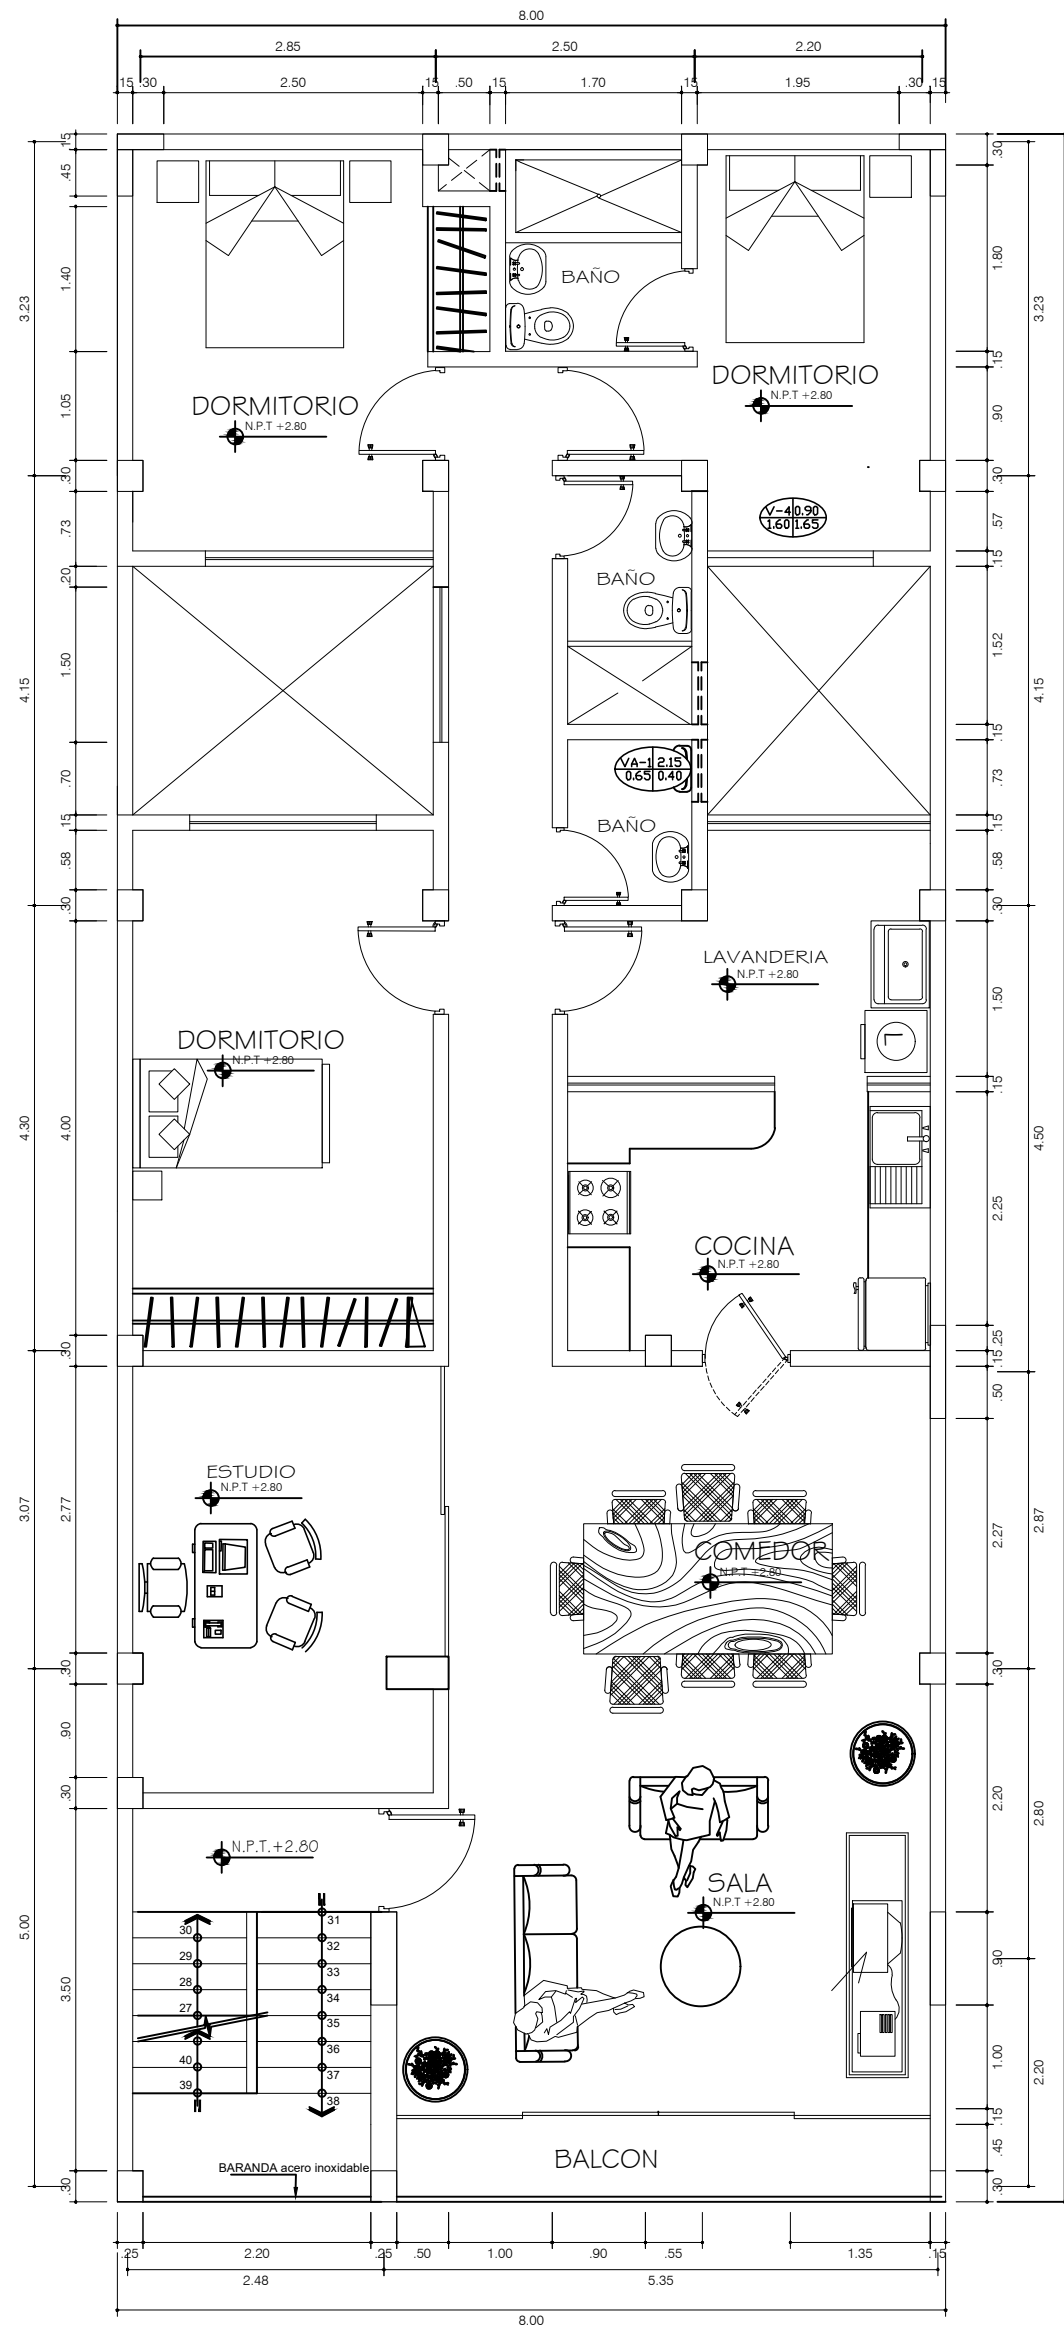 8.00
2.85 2.50 2.20
.15 .30 2.50 .15 .50 .15 1.70 .15 1.95 .30 .15
.15
.45
1.40
3.23
1.05
.30
.73
.20
4.15
1.50
.70
.15
.58
.30
4.30
4.00
.30
3.07
2.77
.30
.90
.30
5.00
3.50
.30
BAÑO
DORMITORIO
N.P.T +2.80
DORMITORIO
N.P.T +2.80
V-4 0.90
1.60 1.65
BAÑO
VA-1 2.15
0.65 0.40
BAÑO
LAVANDERIA
N.P.T +2.80
L
DORMITORIO
N.P.T +2.80
COCINA
N.P.T +2.80
ESTUDIO
N.P.T +2.80
COMEDOR
N.P.T +2.80
N.P.T.+2.80
SALA
N.P.T +2.80
N
30 31
29 32
28 33
27 34
35
36
40 37
39 38
N
BALCON
BARANDA acero inoxidable
.30
1.80
3.23
.15
.90
.30
.57
.15
1.52
4.15
.15
.73
.15
.58
.30
1.50
.15
4.50
2.25
.25
.15
.50
2.87
2.27
.30
2.20
2.80
.90
1.00
2.20
.15
.45
.30
.25 2.20 .25 .50 1.00 .90 .55 1.35 .15
2.48 5.35
8.00